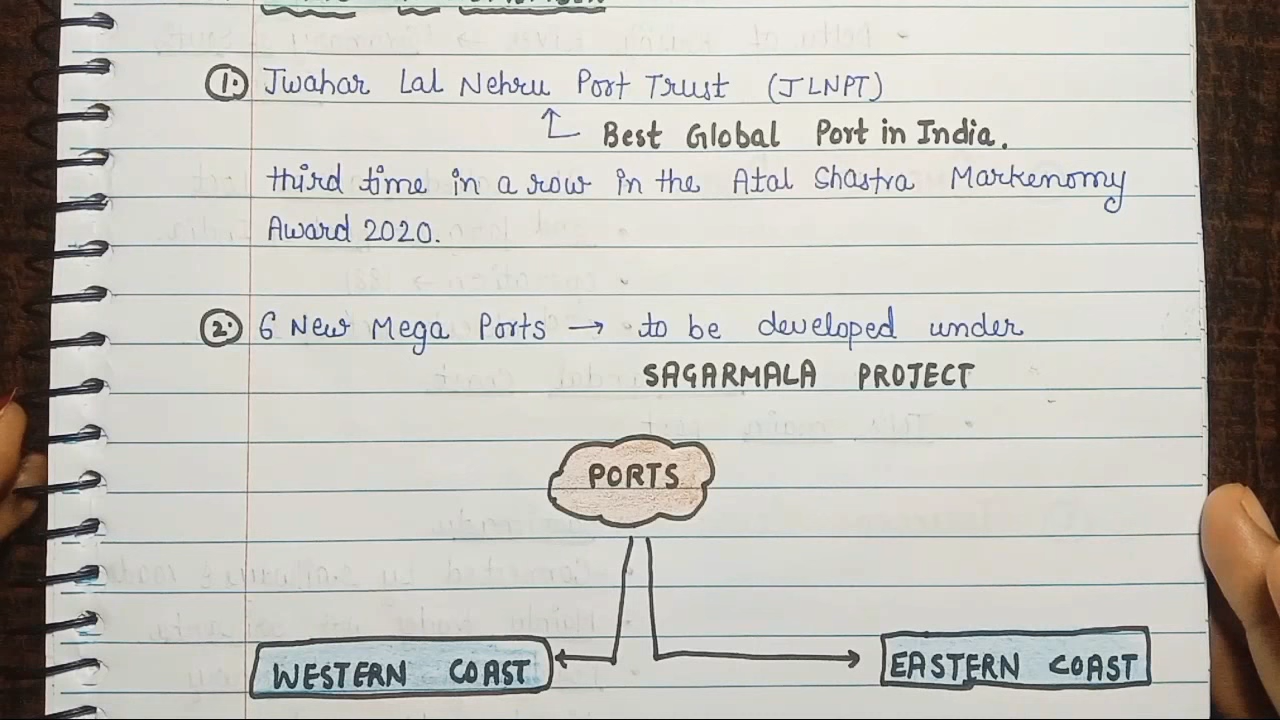 1. Jwahar Lal Nehru Port Trust (JLNPT)
Best Global Port in India.
third time in a row in the Atal Shastra Markenomy
Award 2020.
2. 6 New Mega Ports → to be developed under
SAGARMALA PROJECT
PORTS
WESTERN COAST
EASTERN COAST